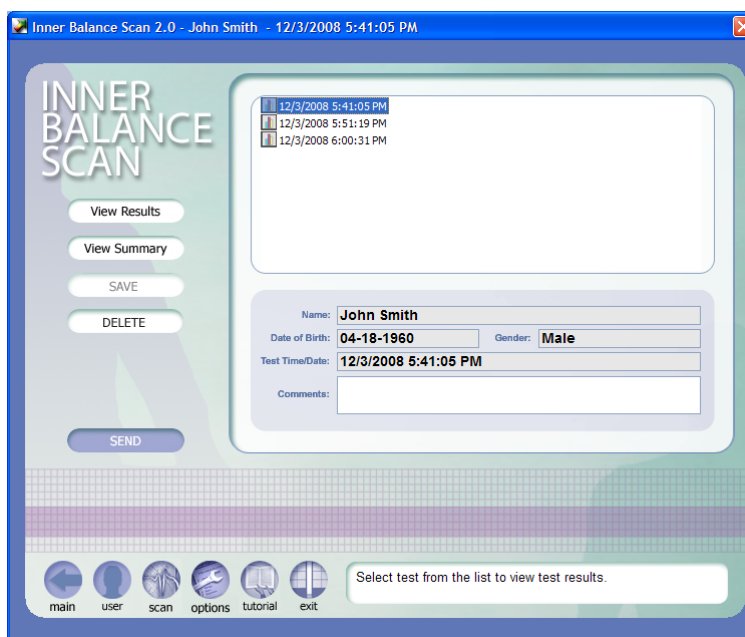 Inner Balance Scan 2.0 - John Smith - 12/3/2008 5:41:05 PM
INNER
BALANCE
SCAN
12/3/2008 5:41:05 PM
12/3/2008 5:51:19 PM
12/3/2008 6:00:31 PM
View Results
View Summary
SAVE
DELETE
SEND
Name: John Smith
Date of Birth: 04-18-1960 Gender: Male
Test Time/Date: 12/3/2008 5:41:05 PM
Comments:
main user scan options tutorial exit
Select test from the list to view test results.